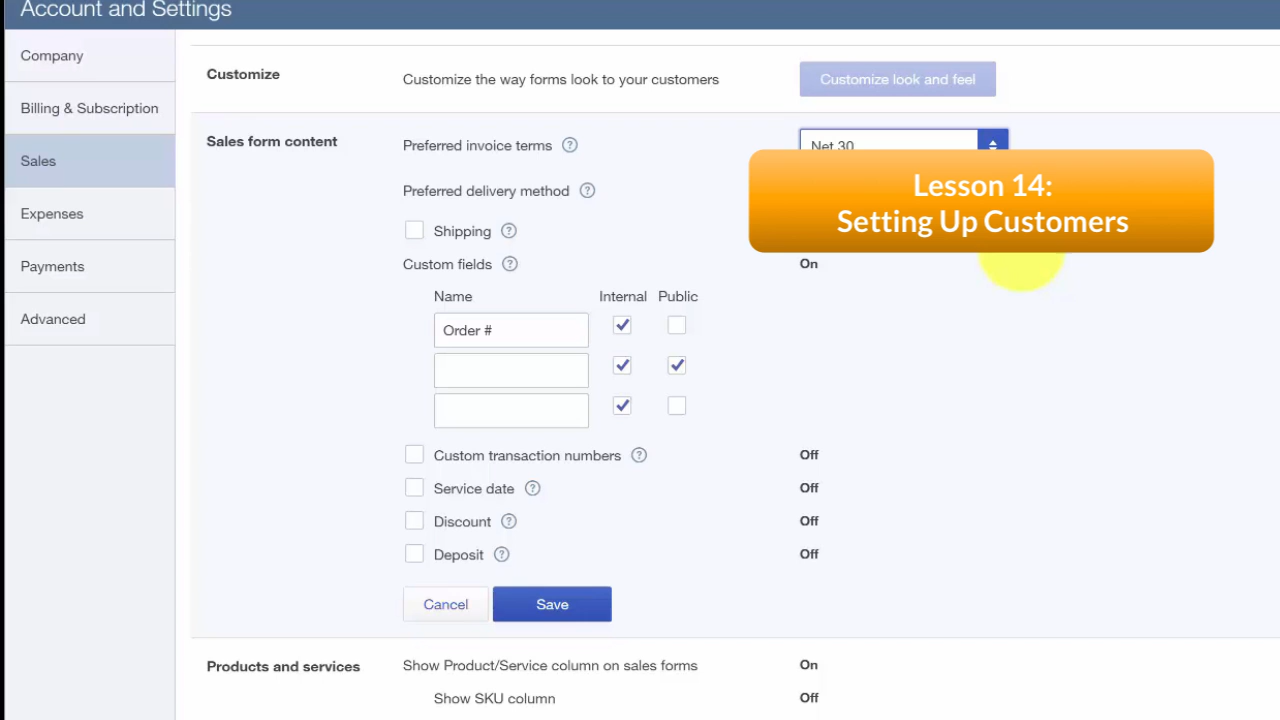 Account and Settings
Company
Billing & Subscription
Sales
Expenses
Payments
Advanced
Customize
Customize the way forms look to your customers
Customize look and feel
Sales form content
Preferred invoice terms ?
Net 30
Lesson 14:
Setting Up Customers
Preferred delivery method ?
Shipping ?
Custom fields ?
On
Name Internal Public
Order #
Custom transaction numbers ? Off
Service date ? Off
Discount ? Off
Deposit ? Off
Cancel Save
Products and services
Show Product/Service column on sales forms On
Show SKU column Off